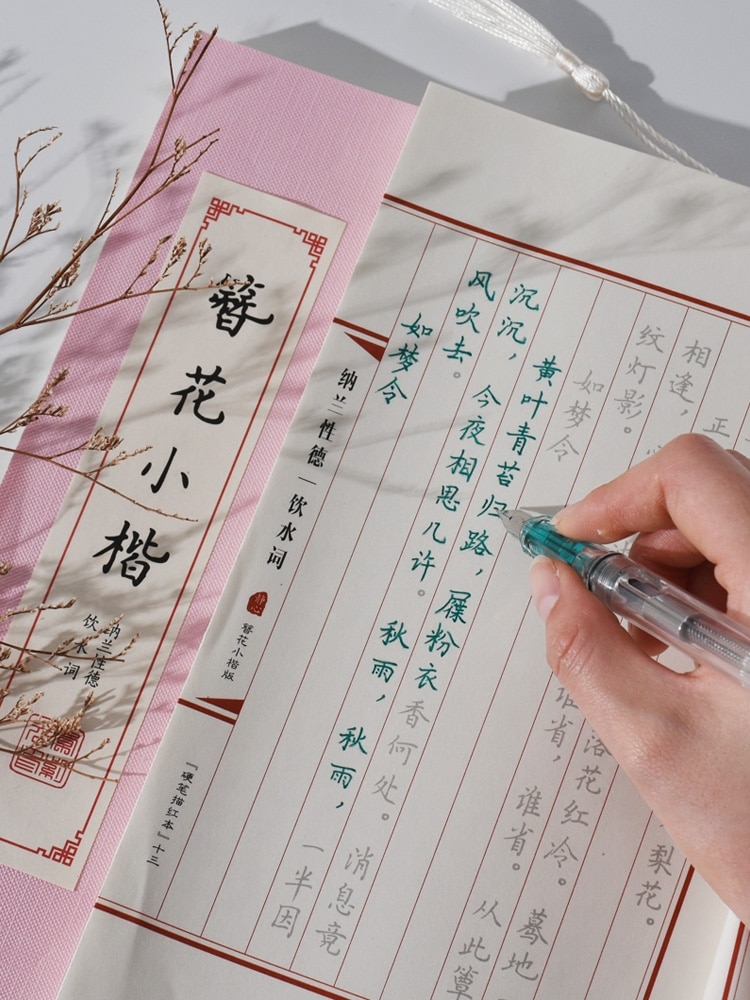 簪花小楷
纳兰性德
饮水词
梨花。
正
落花红冷。 蓦地
相逢，
谁省， 谁省。 从此簟
纹灯影。
如梦令
黄叶青苔归路， 屧粉衣香何处。 消息竟
沉沉， 今夜相思几许。 秋雨， 秋雨， 一半因
风吹去。
如梦令
纳兰性德—饮水词
静心
簪花小楷版
『硬笔描红本』十三